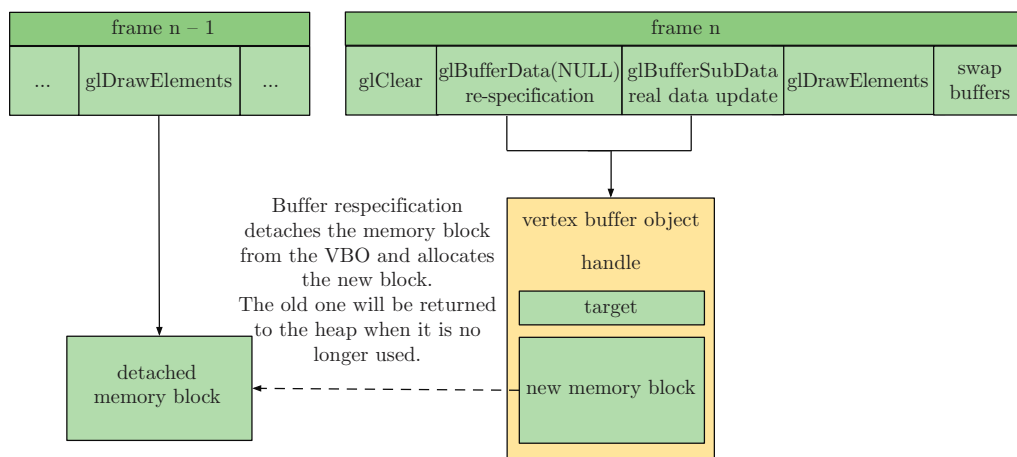 frame n – 1
...
glDrawElements
...
frame n
glClear
glBufferData(NULL)
re-specification
glBufferSubData
real data update
glDrawElements
swap
buffers
Buffer respecification
detaches the memory block
from the VBO and allocates
the new block.
The old one will be returned
to the heap when it is no
longer used.
vertex buffer object
handle
target
new memory block
detached
memory block